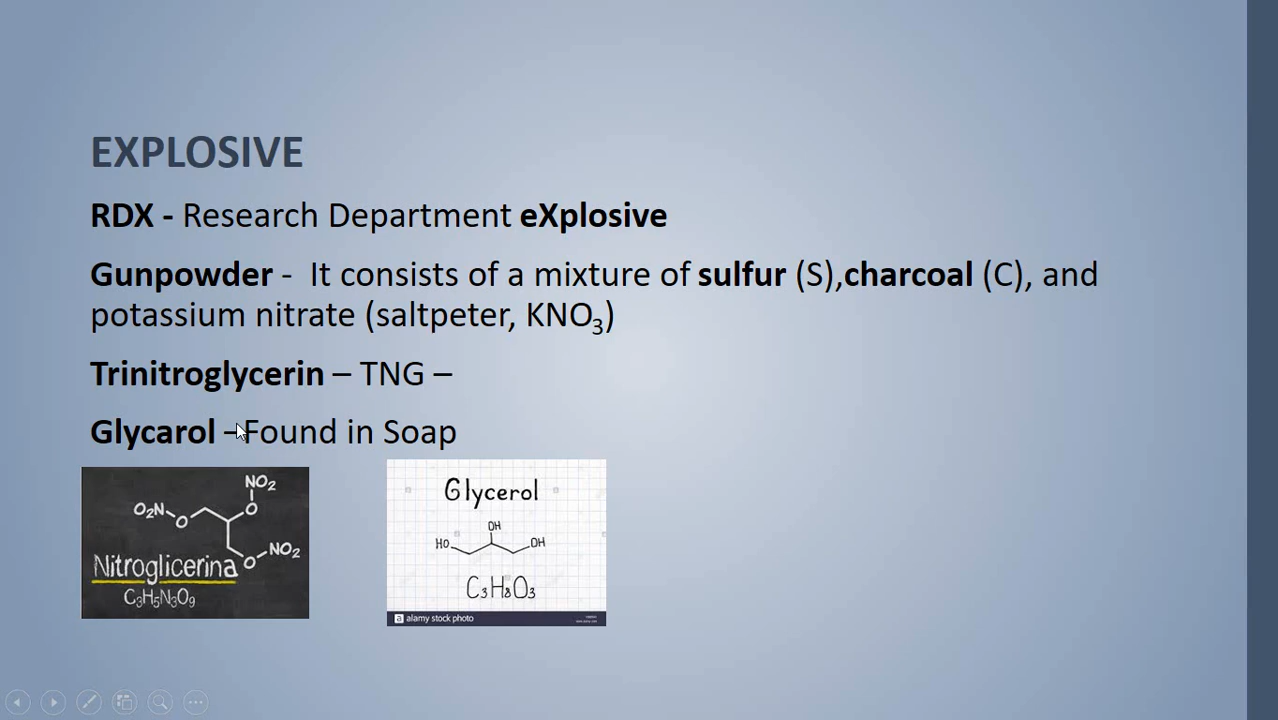 EXPLOSIVE
RDX - Research Department eXplosive
Gunpowder - It consists of a mixture of sulfur (S),charcoal (C), and
potassium nitrate (saltpeter, KNO₃)
Trinitroglycerin – TNG –
Glycarol – Found in Soap
NO₂
O₂N O O
O NO₂
Nitroglicerina
C₃H₅N₃O₉
Glycerol
OH
HO OH
C₃H₈O₃
a alamy stock photo